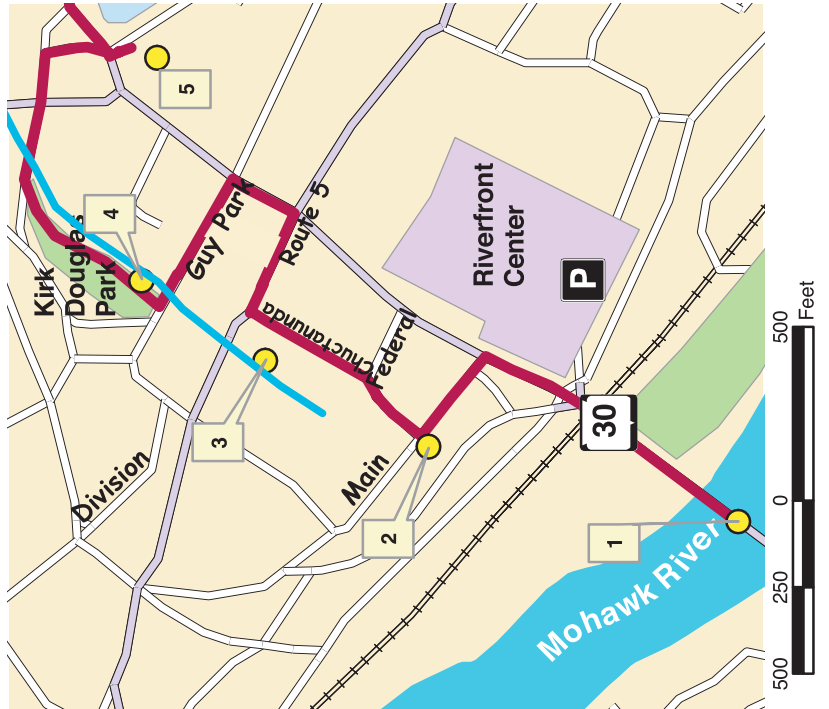 5
4
Kirk
Douglas
Park
Guy Park
Route 5
Chuctanunda
Federal
3
Riverfront
Center
P
Division
Main
2
30
1
Mohawk River
500
250
0
500
Feet